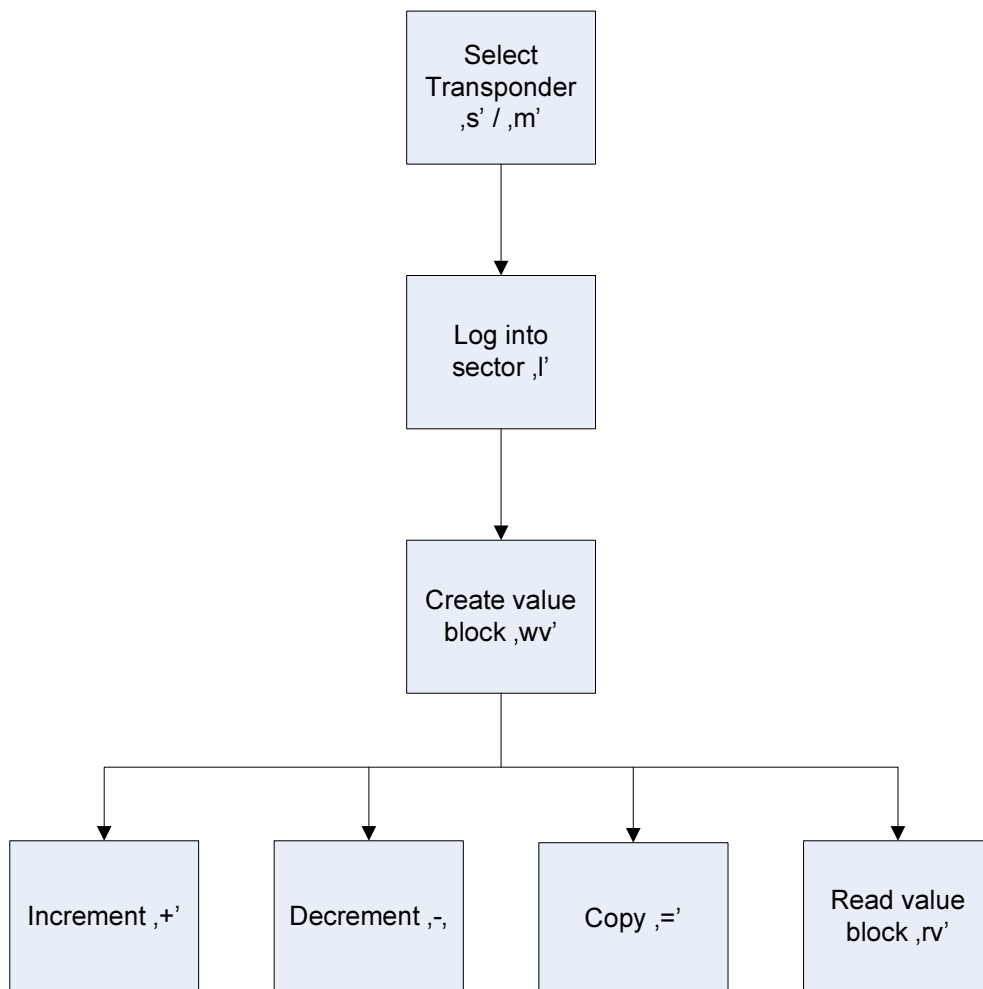 Select
Transponder
‚s’ / ‚m’
Log into
sector ‚l’
Create value
block ‚wv’
Increment ‚+’
Decrement ‚-‚
Copy ‚=’
Read value
block ‚rv’